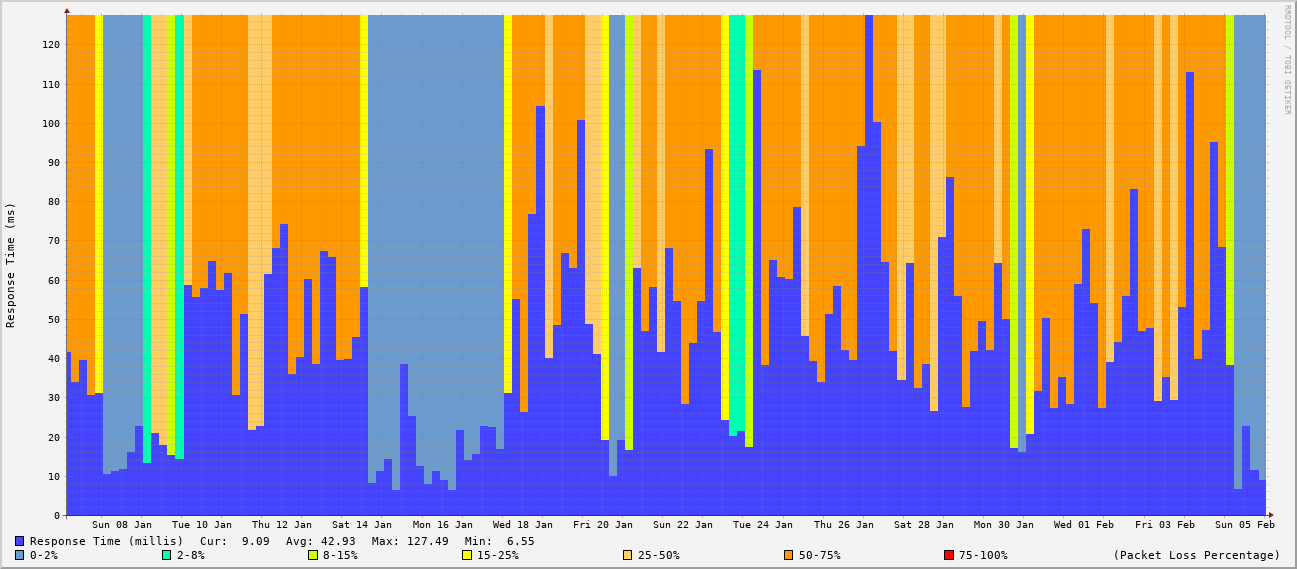 RRDTOOL / TOBI OETIKER
Response Time (ms)
120
110
100
90
80
70
60
50
40
30
20
10
0
Sun 08 Jan Tue 10 Jan Thu 12 Jan Sat 14 Jan Mon 16 Jan Wed 18 Jan Fri 20 Jan Sun 22 Jan Tue 24 Jan Thu 26 Jan Sat 28 Jan Mon 30 Jan Wed 01 Feb Fri 03 Feb Sun 05 Feb
Response Time (millis) Cur: 9.09 Avg: 42.93 Max: 127.49 Min: 6.55
0-2% 2-8% 8-15% 15-25% 25-50% 50-75% 75-100% (Packet Loss Percentage)